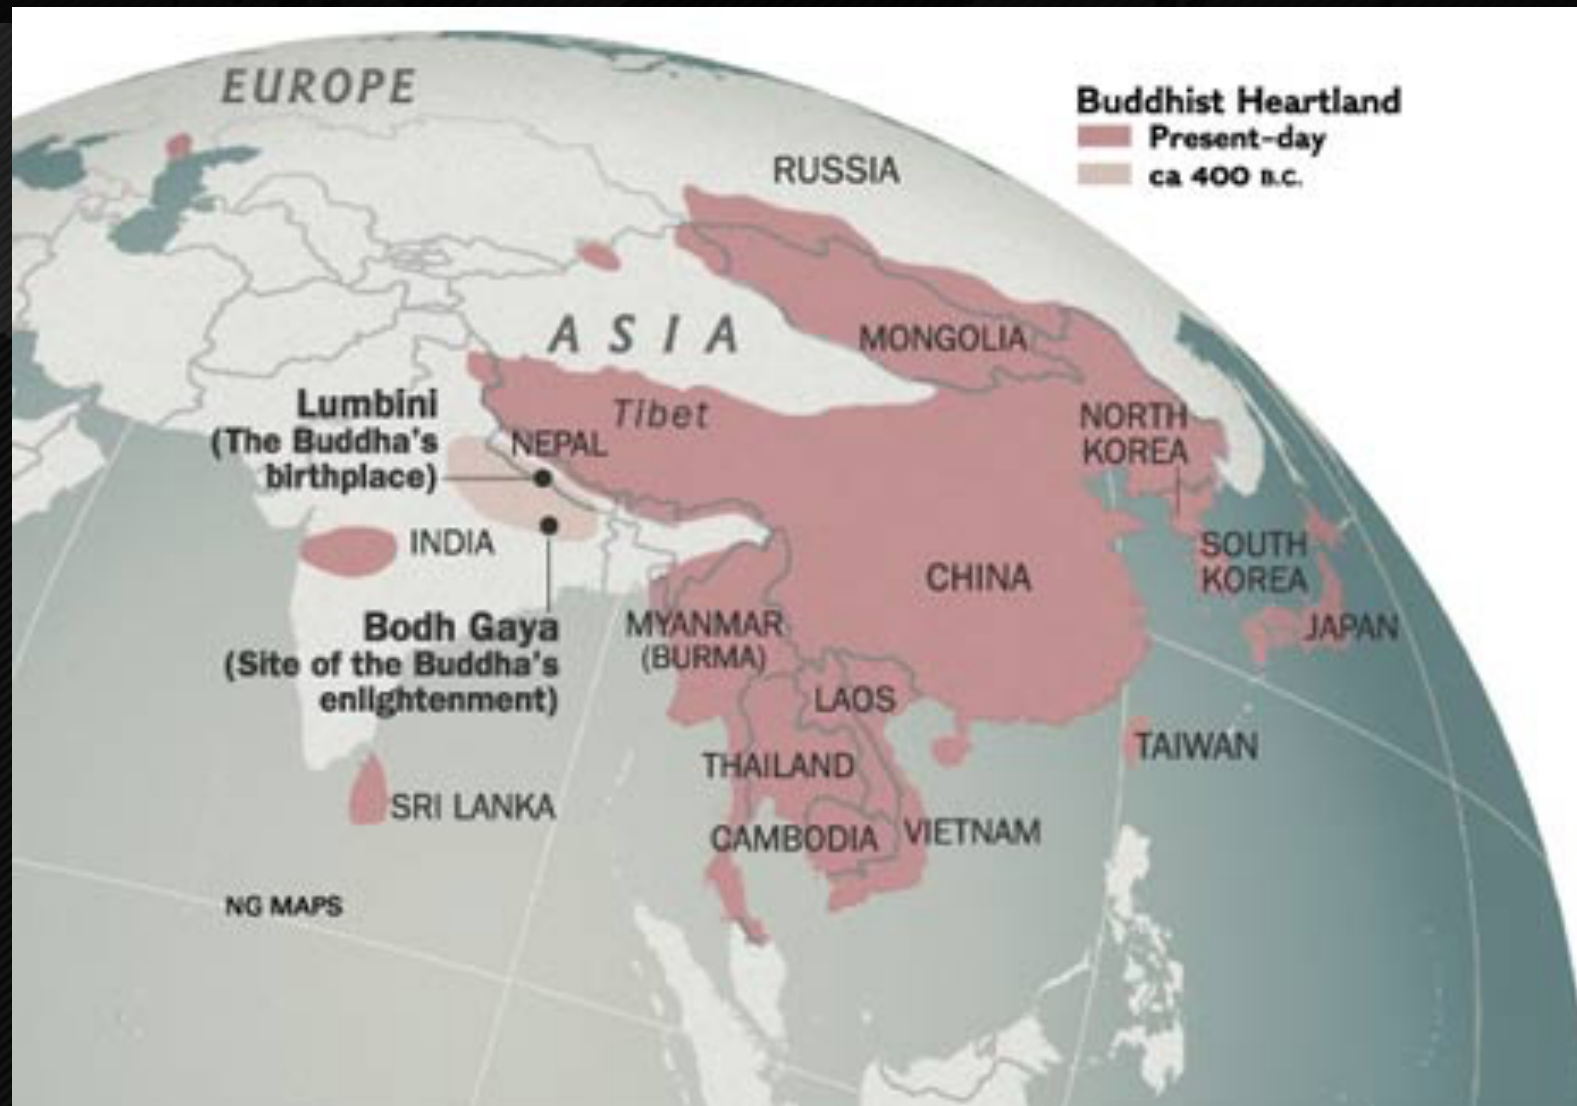 EUROPE
Buddhist Heartland
Present-day
ca 400 B.C.
RUSSIA
ASIA
MONGOLIA
Lumbini
(The Buddha's
birthplace)
Tibet
NEPAL
NORTH
KOREA
INDIA
SOUTH
KOREA
CHINA
JAPAN
Bodh Gaya
(Site of the Buddha's
enlightenment)
MYANMAR
(BURMA)
LAOS
TAIWAN
THAILAND
SRI LANKA
CAMBODIA
VIETNAM
NG MAPS